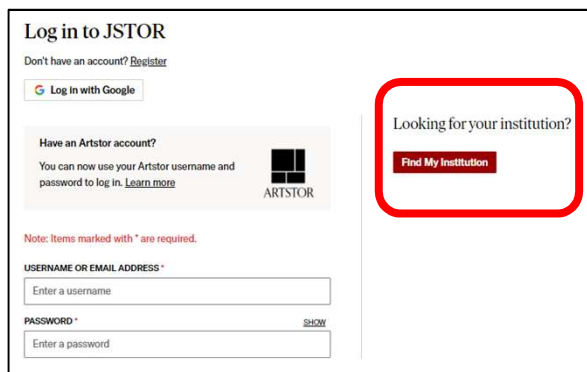 Log in to JSTOR
Don't have an account? Register
G Log in with Google
Have an Artstor account?
You can now use your Artstor username and
password to log in. Learn more
ARTSTOR
Note: Items marked with * are required.
USERNAME OR EMAIL ADDRESS *
Enter a username
PASSWORD *
SHOW
Enter a password
Looking for your institution?
Find My Institution